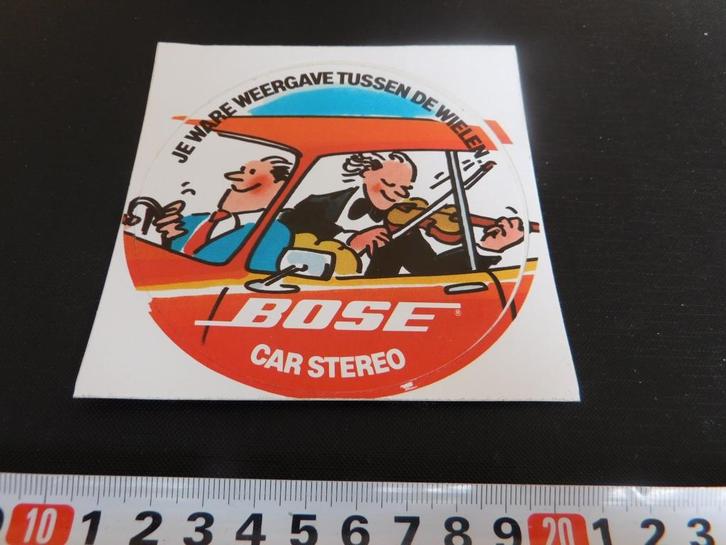 JE WARE WEERGAVE TUSSEN DE WIELEN.
BOSE®
CAR STEREO
10 1 2 3 4 5 6 7 8 9 20 1 2 3